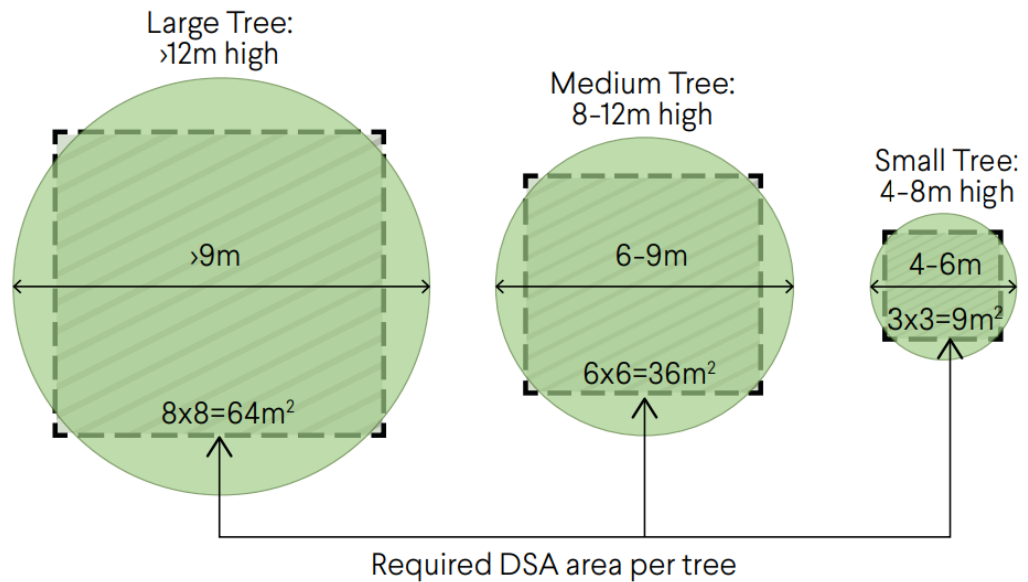 Large Tree:
›12m high
›9m
8x8=64m²
Medium Tree:
8-12m high
6-9m
6x6=36m²
Small Tree:
4-8m high
4-6m
3x3=9m²
Required DSA area per tree